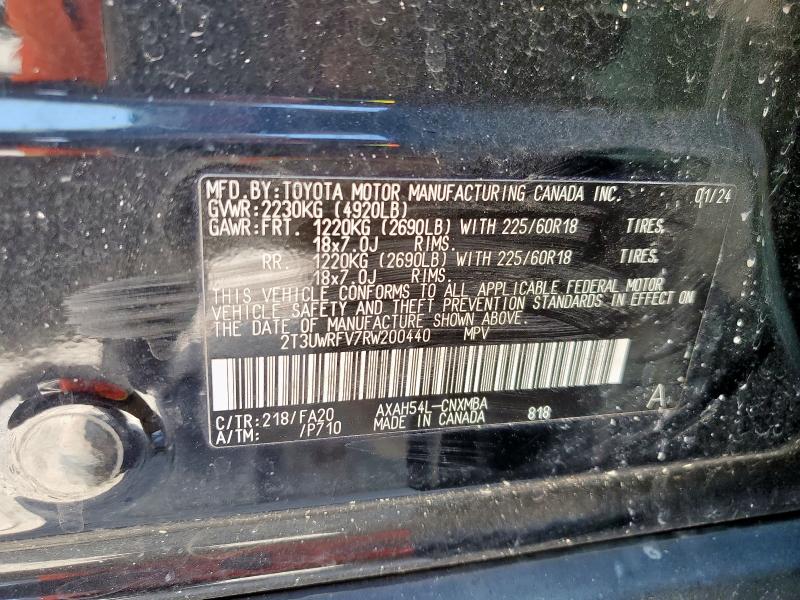 MFD.BY:TOYOTA MOTOR MANUFACTURING CANADA INC. 01/24
GVWR:2230KG (4920LB)
GAWR:FRT. 1220KG (2690LB) WITH 225/60R18 TIRES,
18x7.0J RIMS.
RR. 1220KG (2690LB) WITH 225/60R18 TIRES,
18x7.0J RIMS.
THIS VEHICLE CONFORMS TO ALL APPLICABLE FEDERAL MOTOR
VEHICLE SAFETY AND THEFT PREVENTION STANDARDS IN EFFECT ON
THE DATE OF MANUFACTURE SHOWN ABOVE.
2T3UWRFV7RW200440 MPV
C/TR:218/FA20 AXAH54L-CNXMBA 818 A
A/TM: /P710 MADE IN CANADA